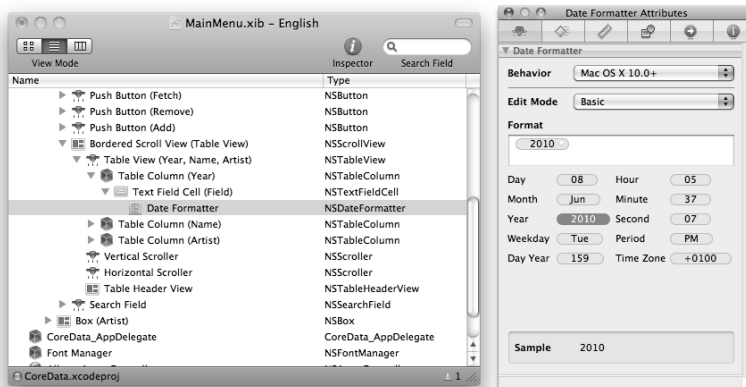 MainMenu.xib – English
View Mode
Inspector
Search Field
Name Type
Push Button (Fetch) NSButton
Push Button (Remove) NSButton
Push Button (Add) NSButton
Bordered Scroll View (Table View) NSScrollView
Table View (Year, Name, Artist) NSTableView
Table Column (Year) NSTableColumn
Text Field Cell (Field) NSTextFieldCell
Date Formatter NSDateFormatter
Table Column (Name) NSTableColumn
Table Column (Artist) NSTableColumn
Vertical Scroller NSScroller
Horizontal Scroller NSScroller
Table Header View NSTableHeaderView
Search Field NSSearchField
Box (Artist) NSBox
CoreData_AppDelegate CoreData_AppDelegate
Font Manager NSFontManager
CoreData.xcodeproj 1
Date Formatter Attributes
Date Formatter
Behavior Mac OS X 10.0+
Edit Mode Basic
Format
2010
Day 08 Hour 05
Month Jun Minute 37
Year 2010 Second 07
Weekday Tue Period PM
Day Year 159 Time Zone +0100
Sample 2010